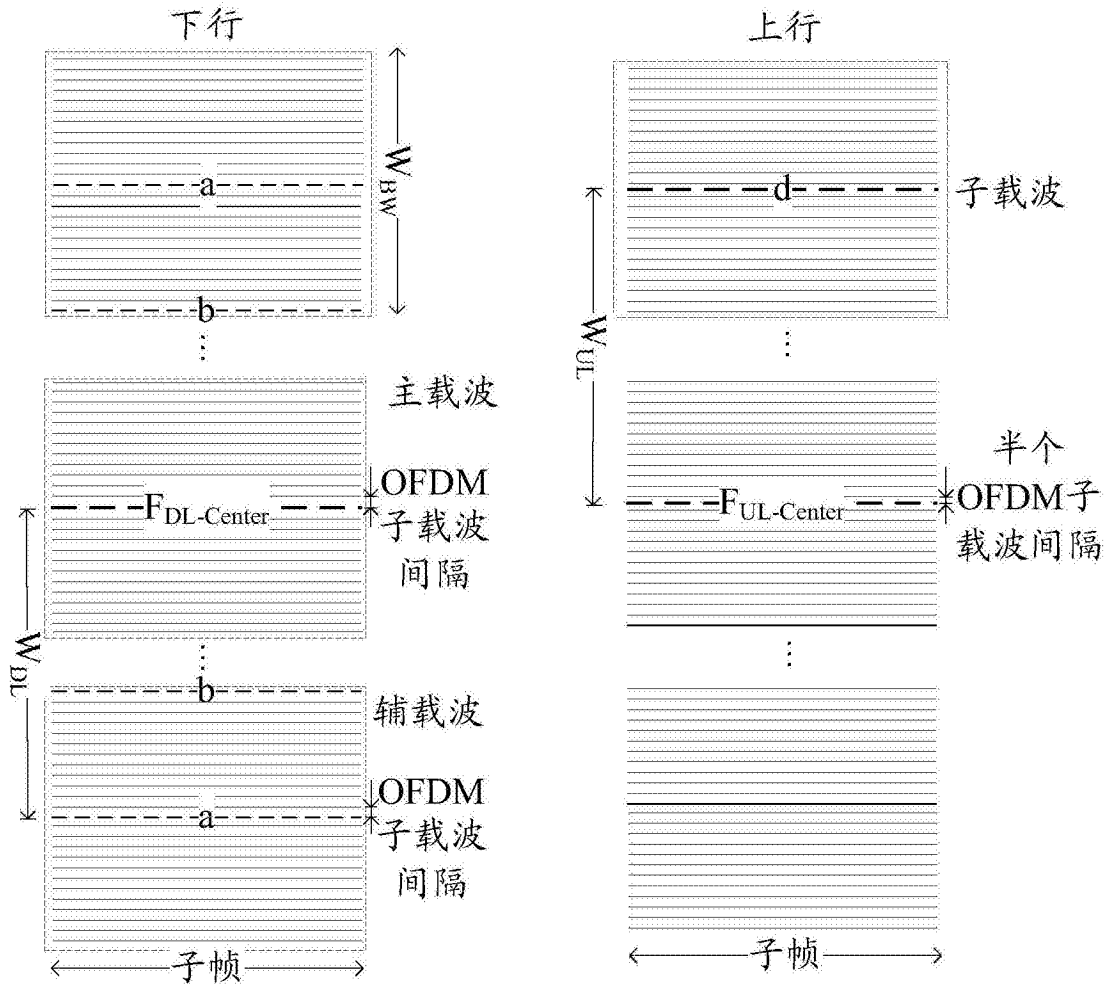 下行
上行
a
W_BW
b
d
子载波
W_UL
主载波
OFDM
子载波
间隔
F_DL-Center
半个
OFDM子
载波间隔
F_UL-Center
W_DL
b
辅载波
a
OFDM
子载波
间隔
子帧
子帧